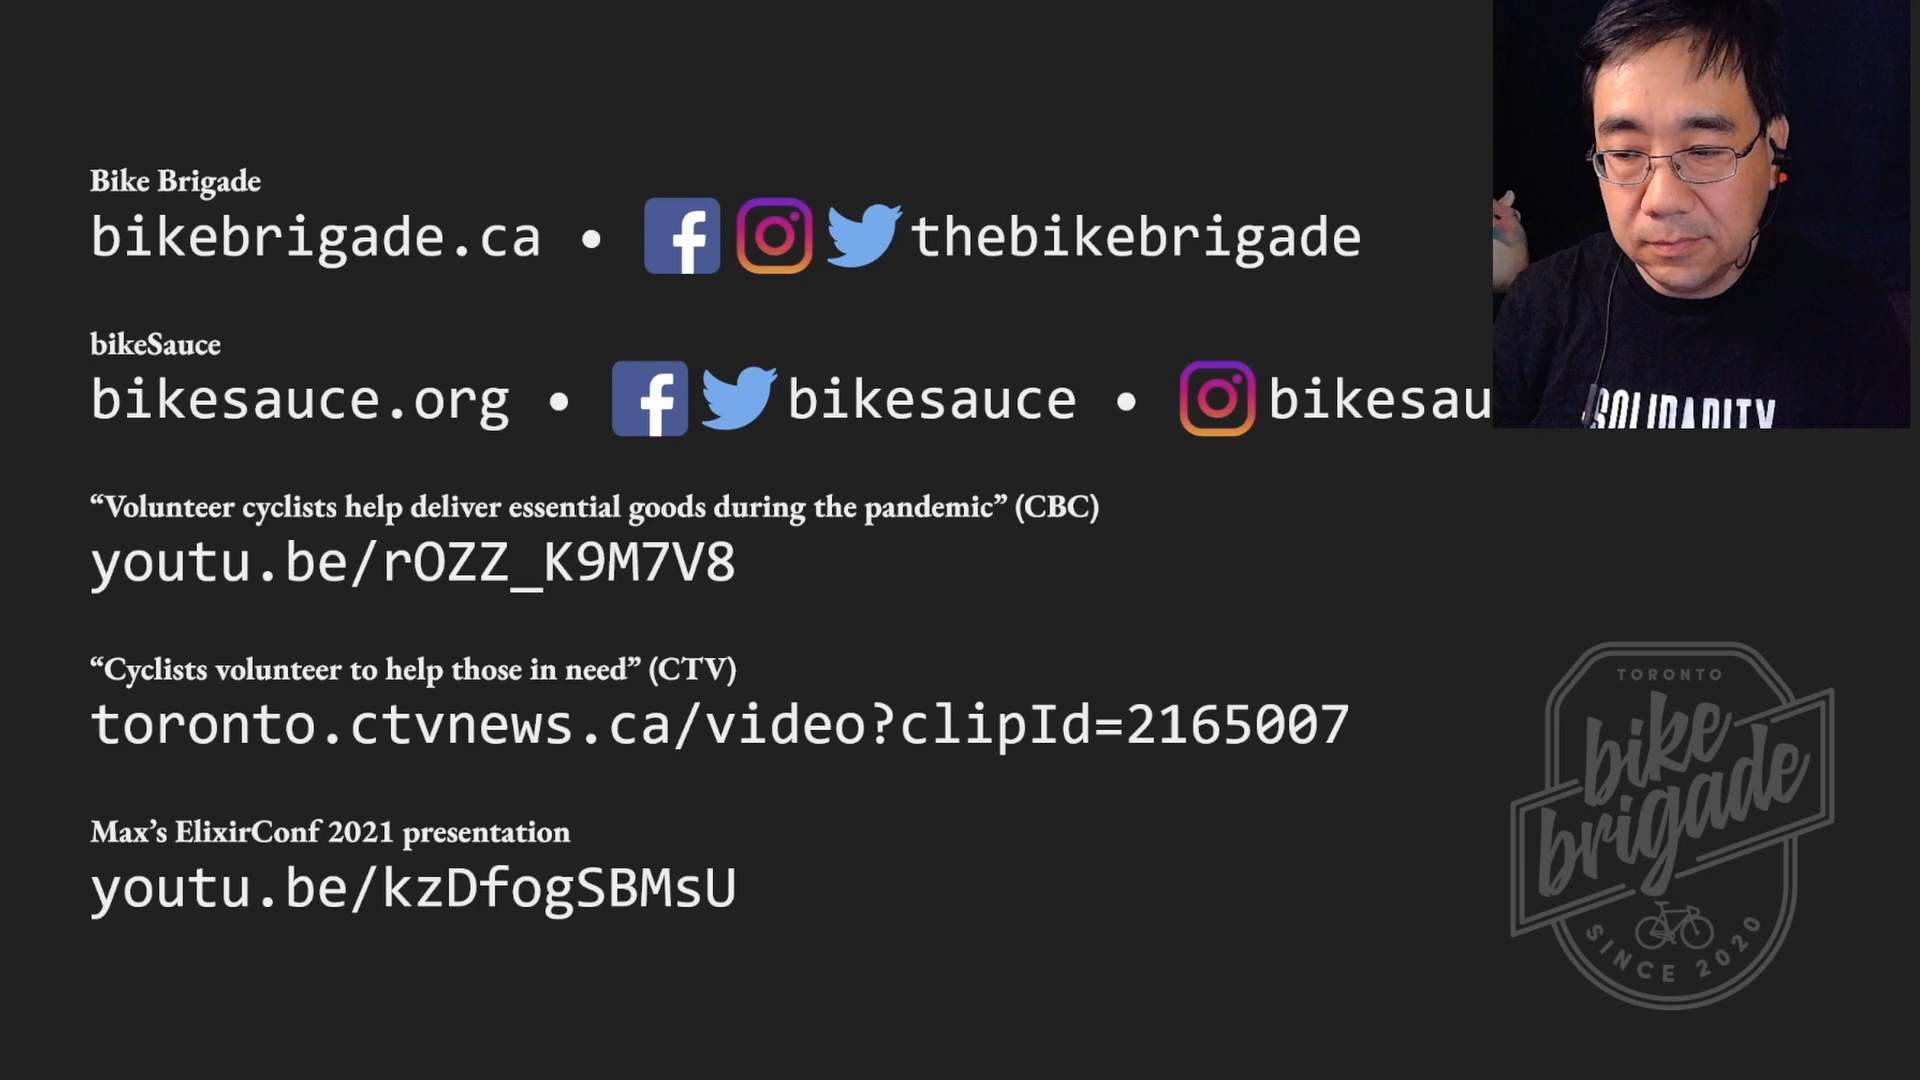 Bike Brigade
bikebrigade.ca • thebikebrigade
bikeSauce
bikesauce.org • bikesauce • bikesau
“Volunteer cyclists help deliver essential goods during the pandemic” (CBC)
youtu.be/rOZZ_K9M7V8
“Cyclists volunteer to help those in need” (CTV)
toronto.ctvnews.ca/video?clipId=2165007
Max’s ElixirConf 2021 presentation
youtu.be/kzDfogSBMsU
SOLIDARITY
TORONTO
bike
brigade
SINCE 2020